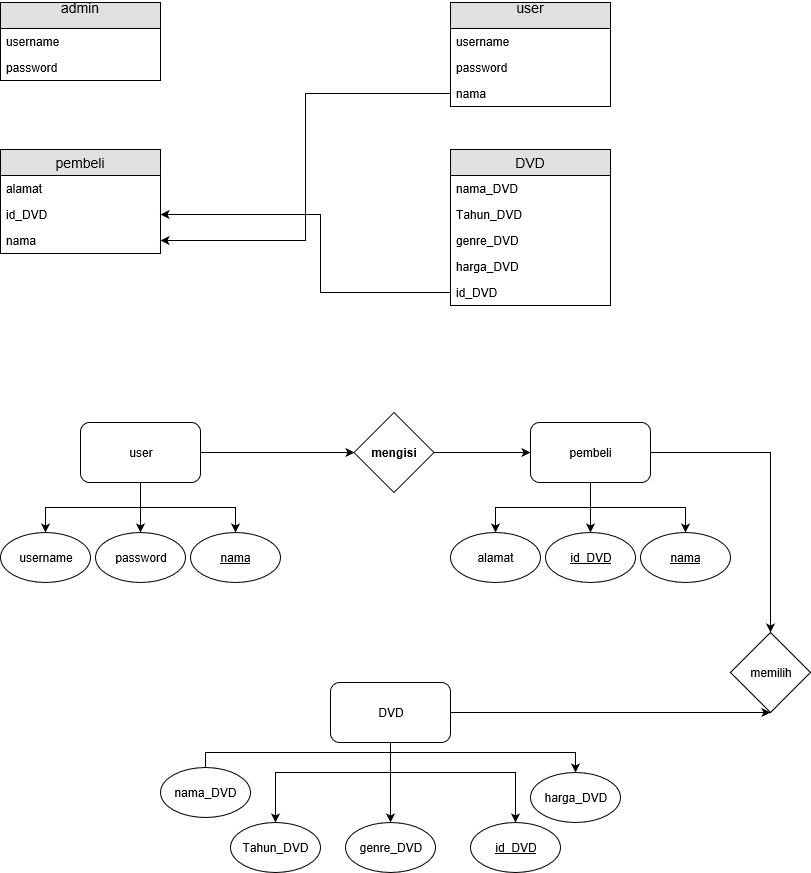 admin
username
password
user
username
password
nama
pembeli
alamat
id_DVD
nama
DVD
nama_DVD
Tahun_DVD
genre_DVD
harga_DVD
id_DVD
user
mengisi
pembeli
username
password
nama
alamat
id_DVD
nama
memilih
DVD
nama_DVD
harga_DVD
Tahun_DVD
genre_DVD
id_DVD